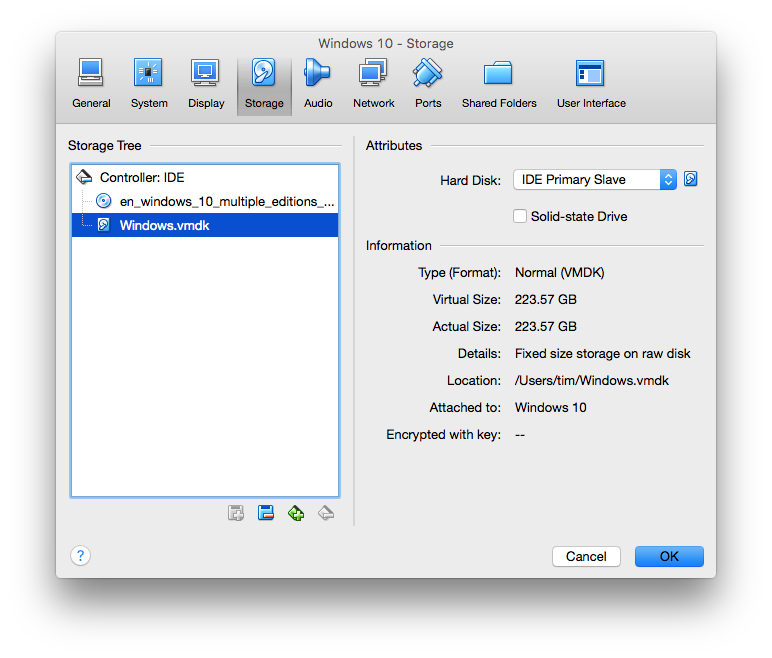 Windows 10 - Storage
General System Display Storage Audio Network Ports Shared Folders User Interface
Storage Tree
Controller: IDE
en_windows_10_multiple_editions_...
Windows.vmdk
Attributes
Hard Disk: IDE Primary Slave
Solid-state Drive
Information
Type (Format): Normal (VMDK)
Virtual Size: 223.57 GB
Actual Size: 223.57 GB
Details: Fixed size storage on raw disk
Location: /Users/tim/Windows.vmdk
Attached to: Windows 10
Encrypted with key: --
?
Cancel OK